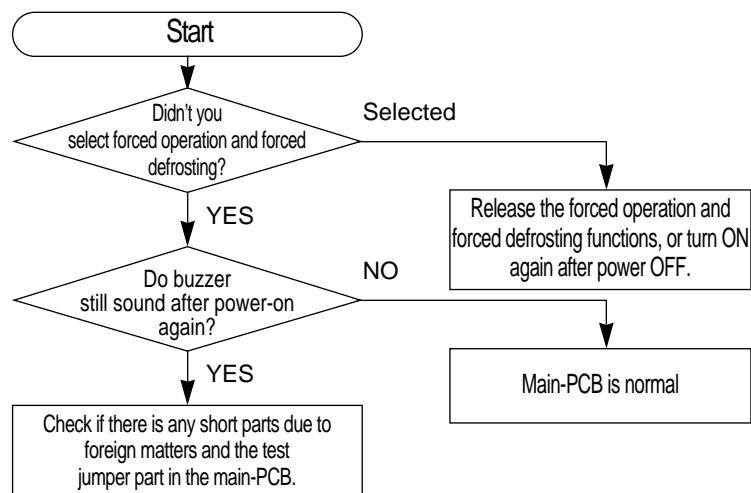 Start
Didn't you
select forced operation and forced
defrosting?
Selected
YES
Release the forced operation and
forced defrosting functions, or turn ON
again after power OFF.
Do buzzer
still sound after power-on
again?
NO
YES
Main-PCB is normal
Check if there is any short parts due to
foreign matters and the test
jumper part in the main-PCB.